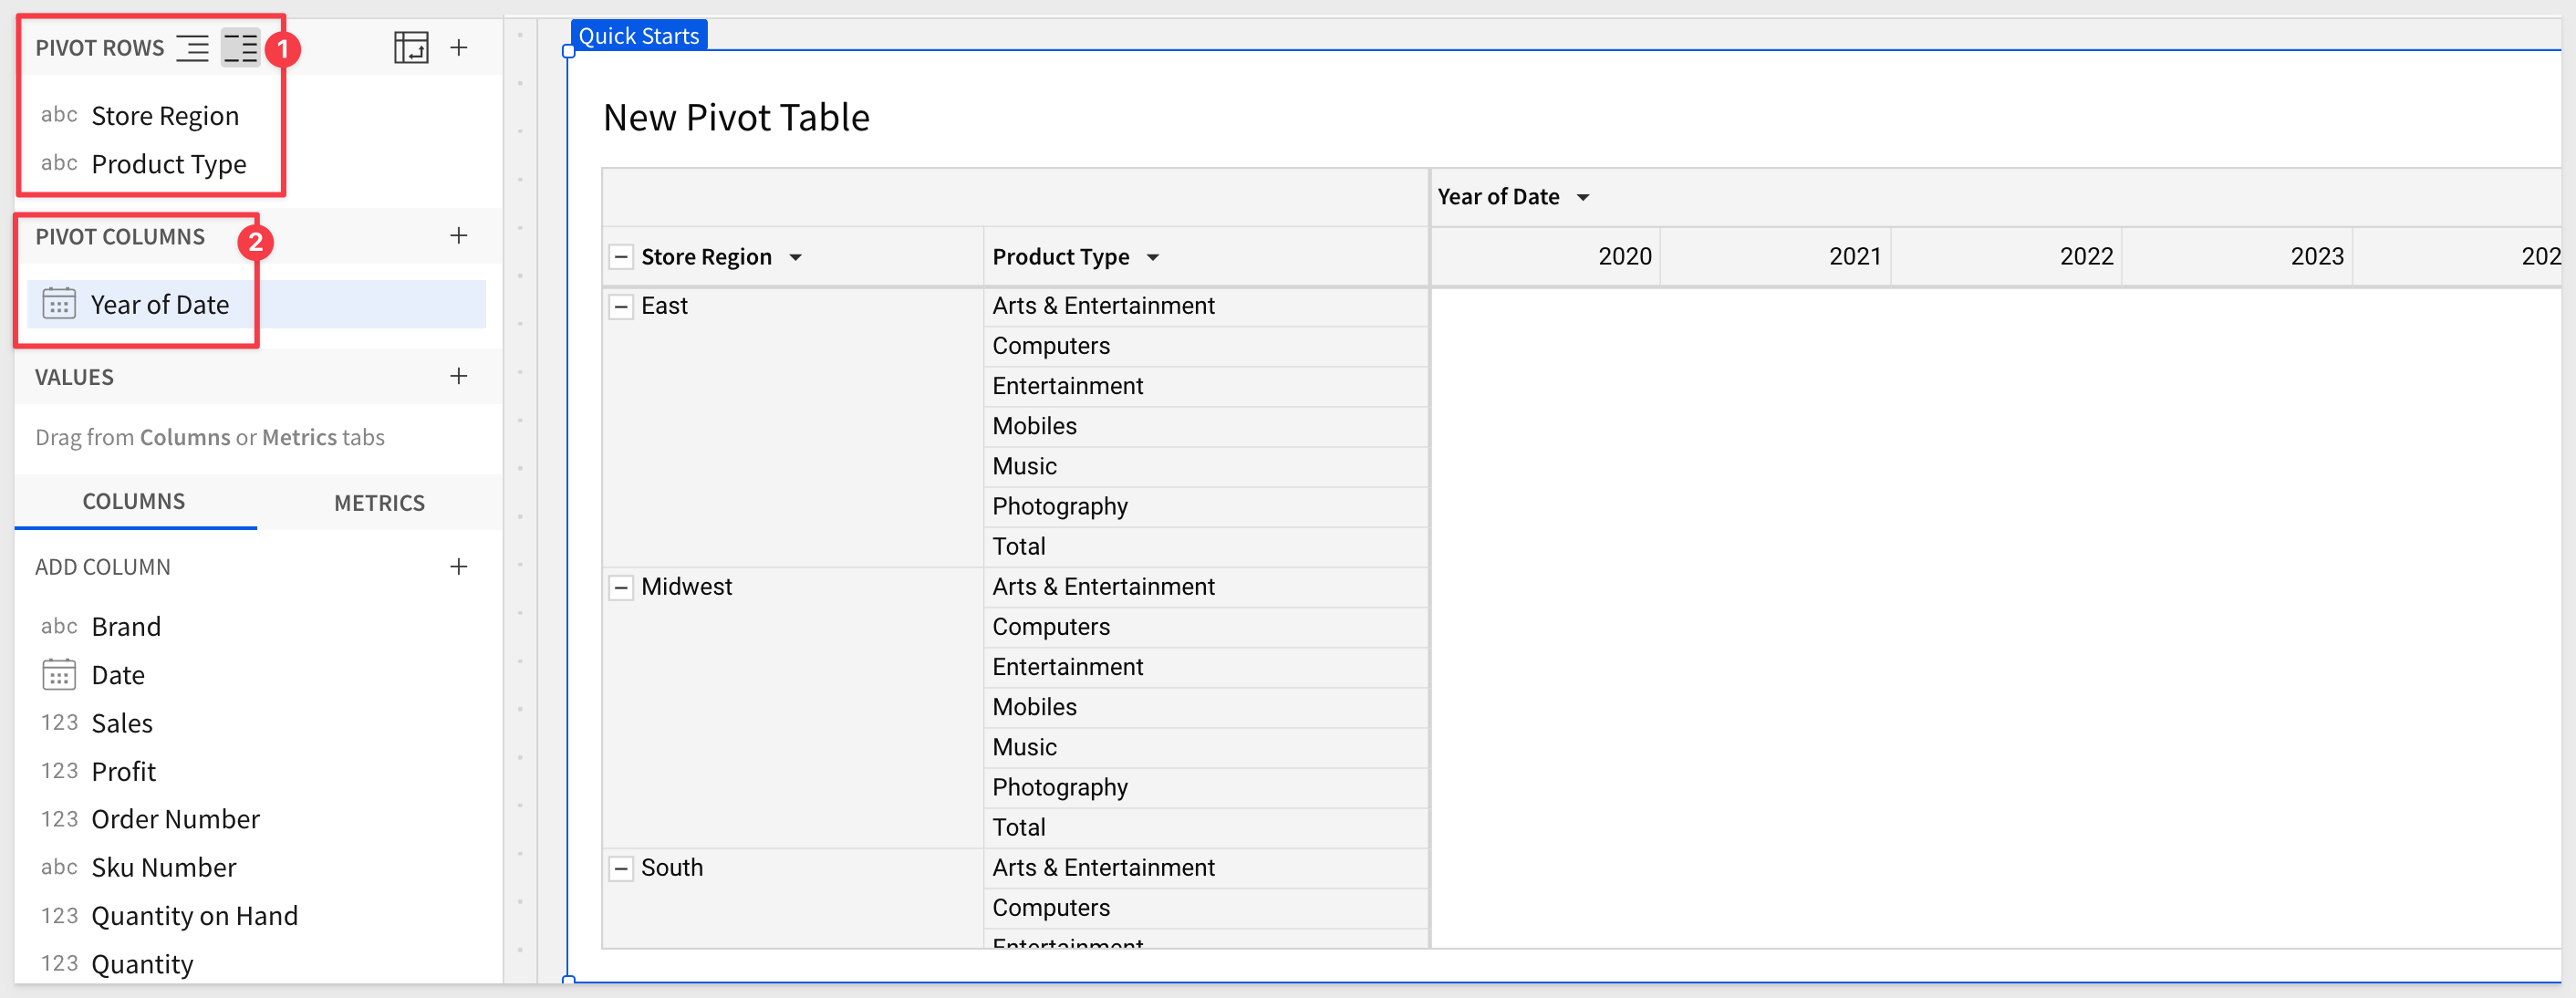 PIVOT ROWS 1
abc Store Region
abc Product Type
PIVOT COLUMNS 2
Year of Date
VALUES
Drag from Columns or Metrics tabs
COLUMNS METRICS
ADD COLUMN
abc Brand
Date
123 Sales
123 Profit
123 Order Number
abc Sku Number
123 Quantity on Hand
123 Quantity
Quick Starts
New Pivot Table
Year of Date
Store Region Product Type 2020 2021 2022 2023 202
East Arts & Entertainment
Computers
Entertainment
Mobiles
Music
Photography
Total
Midwest Arts & Entertainment
Computers
Entertainment
Mobiles
Music
Photography
Total
South Arts & Entertainment
Computers
Entertainment